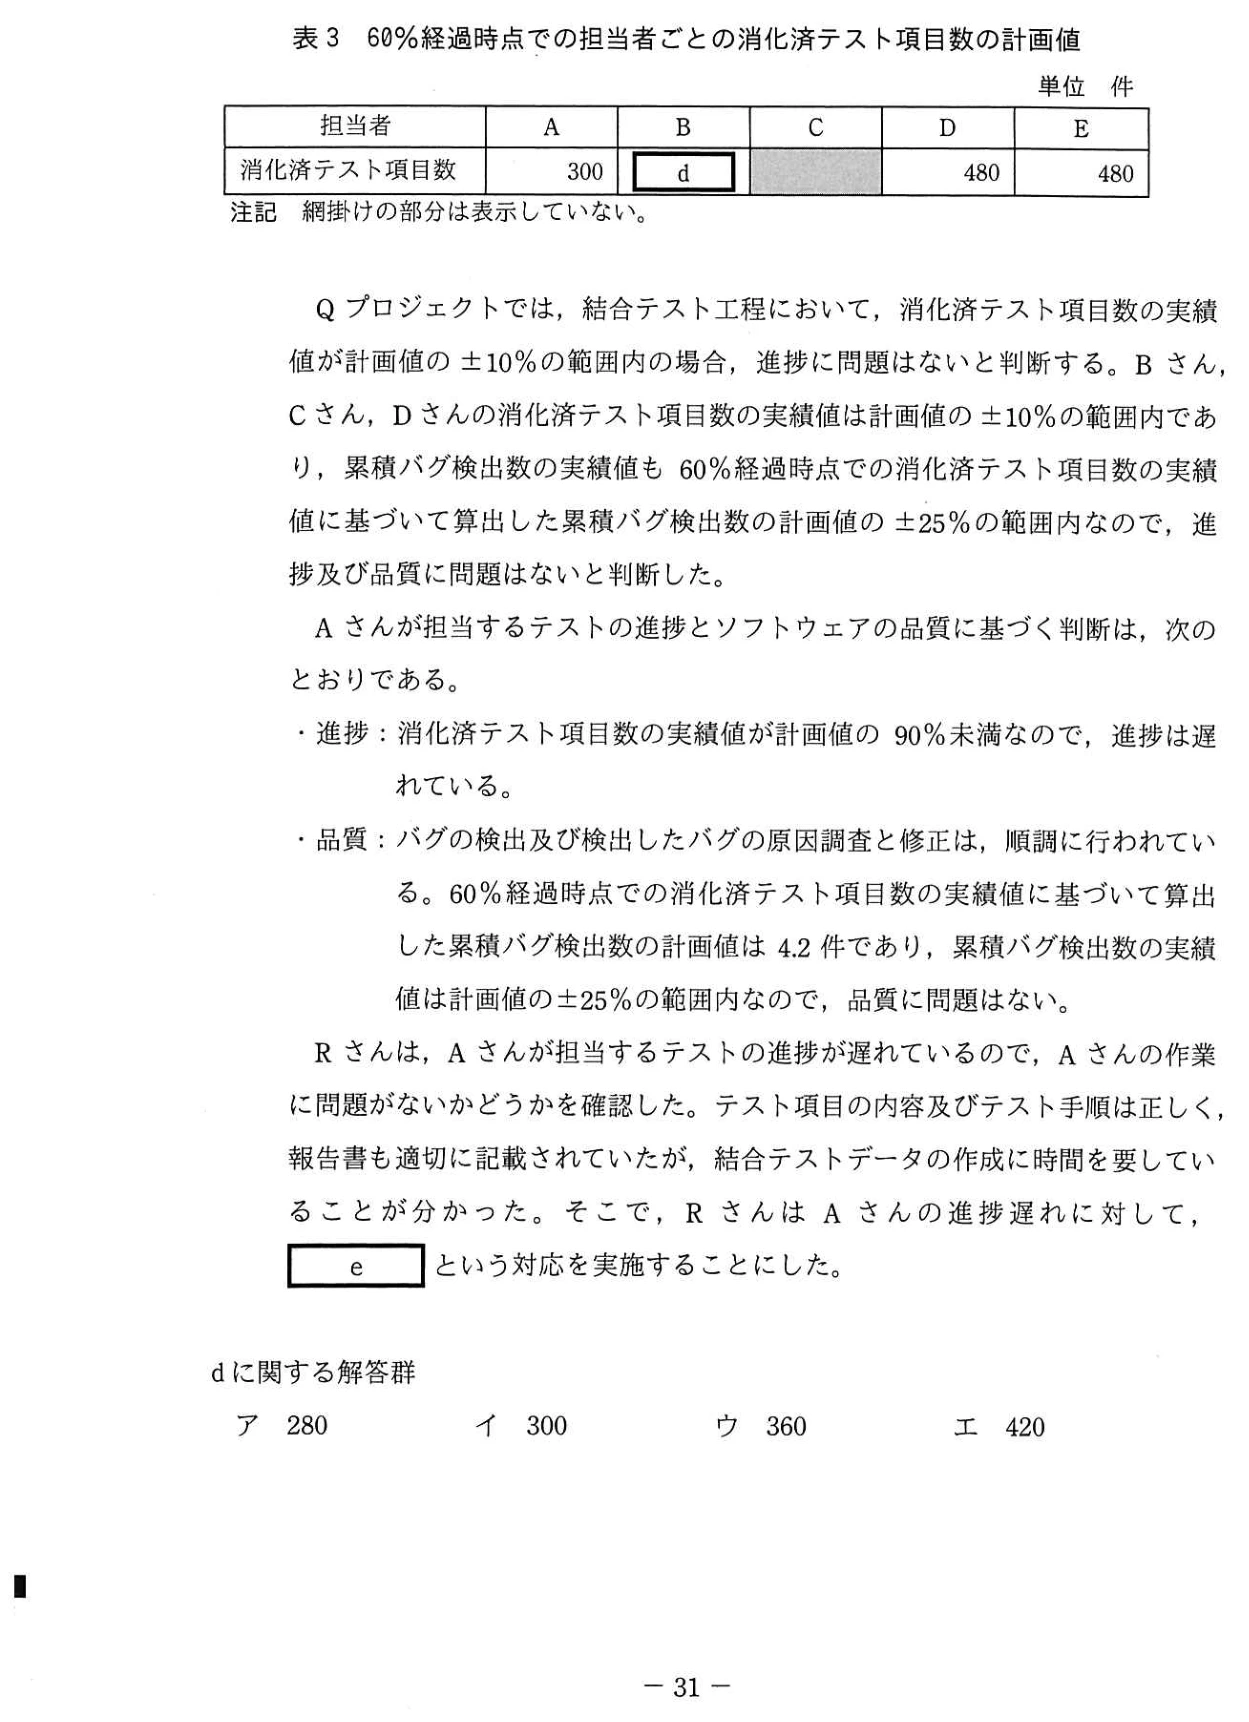 表3 60%経過時点での担当者ごとの消化済テスト項目数の計画値
単位 件
担当者 A B C D E
消化済テスト項目数 300 d 480 480
注記 網掛けの部分は表示していない。
Q プロジェクトでは，結合テスト工程において，消化済テスト項目数の実績
値が計画値の ±10%の範囲内の場合，進捗に問題はないと判断する。B さん，
C さん，D さんの消化済テスト項目数の実績値は計画値の ±10%の範囲内であ
り，累積バグ検出数の実績値も 60%経過時点での消化済テスト項目数の実績
値に基づいて算出した累積バグ検出数の計画値の ±25%の範囲内なので，進
捗及び品質に問題はないと判断した。
A さんが担当するテストの進捗とソフトウェアの品質に基づく判断は，次の
とおりである。
・進捗：消化済テスト項目数の実績値が計画値の 90%未満なので，進捗は遅
れている。
・品質：バグの検出及び検出したバグの原因調査と修正は，順調に行われてい
る。60%経過時点での消化済テスト項目数の実績値に基づいて算出
した累積バグ検出数の計画値は 4.2 件であり，累積バグ検出数の実績
値は計画値の±25%の範囲内なので，品質に問題はない。
R さんは，A さんが担当するテストの進捗が遅れているので，A さんの作業
に問題がないかどうかを確認した。テスト項目の内容及びテスト手順は正しく，
報告書も適切に記載されていたが，結合テストデータの作成に時間を要してい
ることが分かった。そこで，R さんは A さんの進捗遅れに対して，
e という対応を実施することにした。
d に関する解答群
ア 280 イ 300 ウ 360 エ 420
－ 31 －